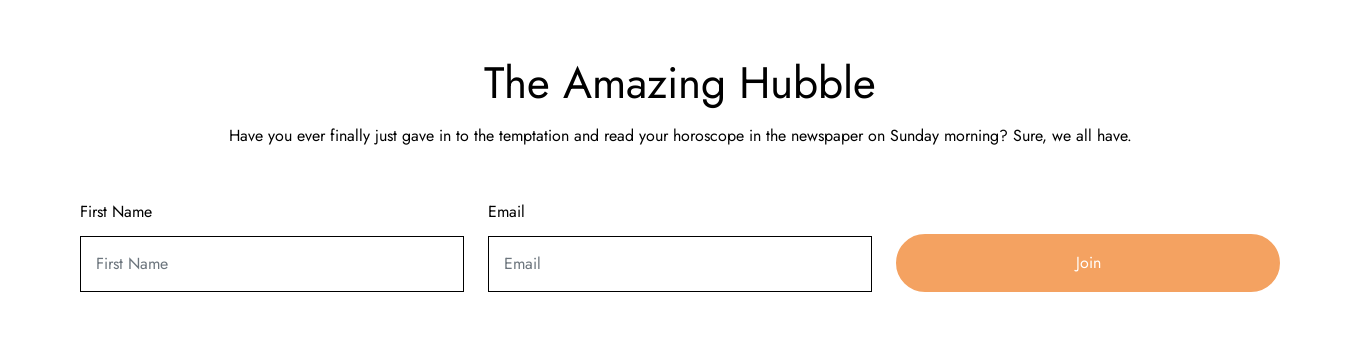 The Amazing Hubble
Have you ever finally just gave in to the temptation and read your horoscope in the newspaper on Sunday morning? Sure, we all have.
First Name
Email
First Name
Email
Join